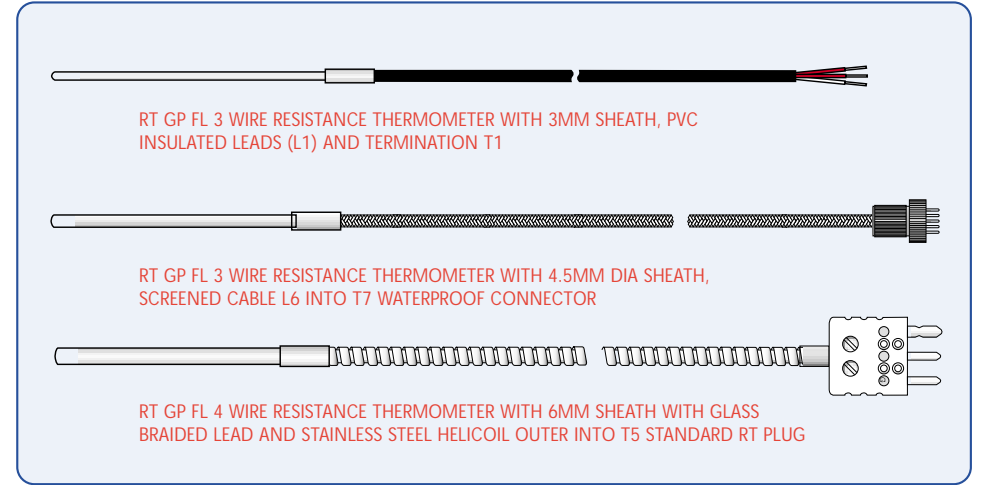 RT GP FL 3 WIRE RESISTANCE THERMOMETER WITH 3MM SHEATH, PVC
INSULATED LEADS (L1) AND TERMINATION T1
RT GP FL 3 WIRE RESISTANCE THERMOMETER WITH 4.5MM DIA SHEATH,
SCREENED CABLE L6 INTO T7 WATERPROOF CONNECTOR
RT GP FL 4 WIRE RESISTANCE THERMOMETER WITH 6MM SHEATH WITH GLASS
BRAIDED LEAD AND STAINLESS STEEL HELICOIL OUTER INTO T5 STANDARD RT PLUG